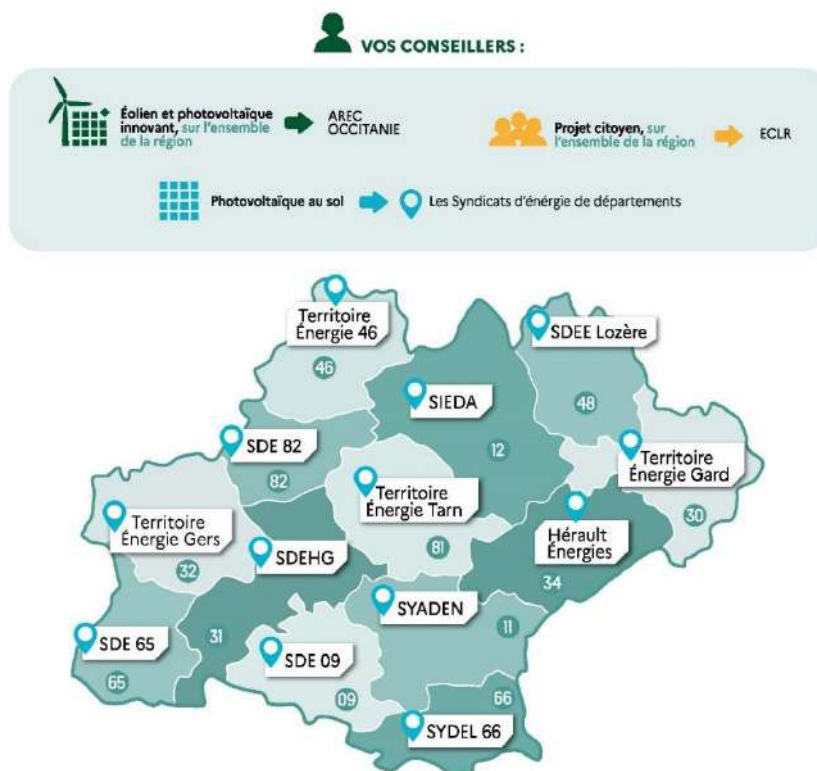 VOS CONSEILLERS :
Éolien et photovoltaïque
innovant, sur l'ensemble
de la région
AREC
OCCITANIE
Projet citoyen, sur
l'ensemble de la région
ECLR
Photovoltaïque au sol
Les Syndicats d'énérgie de départements
Territoire
Énergie 46
46
SDEE Lozère
48
SIEDA
12
SDE 82
82
Territoire
Énergie Tarn
81
Territoire
Énergie Gard
30
Territoire
Énergie Gers
32
SDEHG
31
Hérault
Énergies
34
SYADEN
11
SDE 65
65
SDE 09
09
66
SYDEL 66